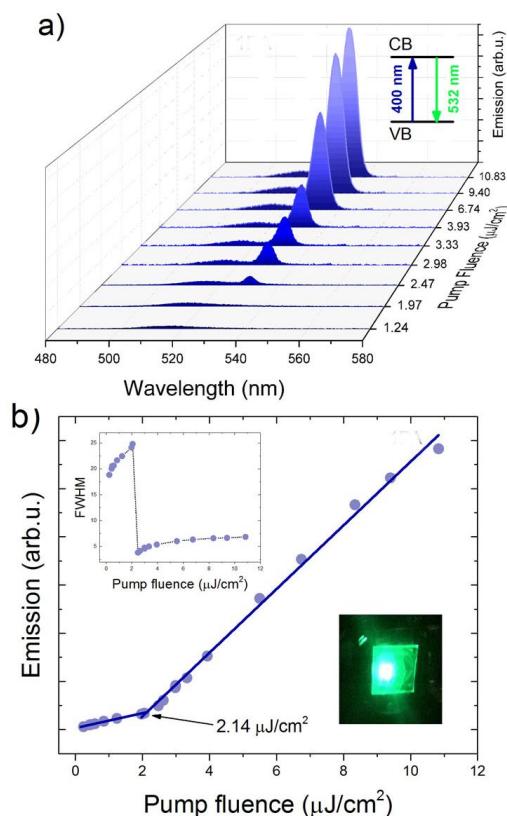 a)
Emission (arb.u.)
CB
400 nm
532 nm
VB
10.83
9.40
6.74
3.93
3.33
2.98
2.47
1.97
1.24
Pump Fluence (μJ/cm²)
480 500 520 540 560 580
Wavelength (nm)
b)
Emission (arb.u.)
25
20
15
10
5
FWHM
0 2 4 6 8 10 12
Pump fluence (μJ/cm²)
2.14 μJ/cm²
0 2 4 6 8 10 12
Pump fluence (μJ/cm²)